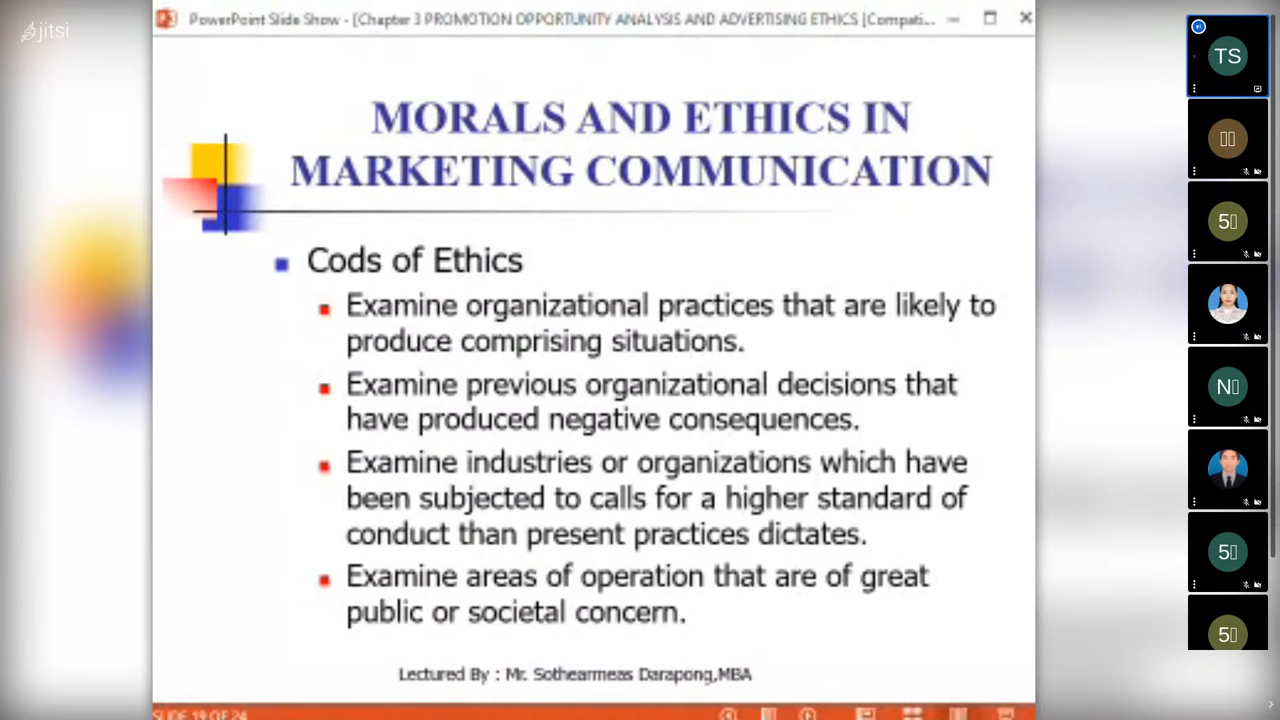 jitsi
PowerPoint Slide Show - [Chapter 3 PROMOTION OPPORTUNITY ANALYSIS AND ADVERTISING ETHICS [Compati...
MORALS AND ETHICS IN
MARKETING COMMUNICATION
Cods of Ethics
Examine organizational practices that are likely to
produce comprising situations.
Examine previous organizational decisions that
have produced negative consequences.
Examine industries or organizations which have
been subjected to calls for a higher standard of
conduct than present practices dictates.
Examine areas of operation that are of great
public or societal concern.
Lectured By : Mr. Sothearmeas Darapong,MBA
SLIDE 19 OF 24
TS
5
N
5
5